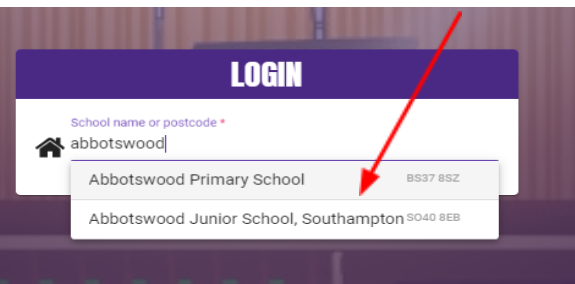 LOGIN
School name or postcode *
abbotswood
Abbotswood Primary School BS37 8SZ
Abbotswood Junior School, Southampton SO40 8EB